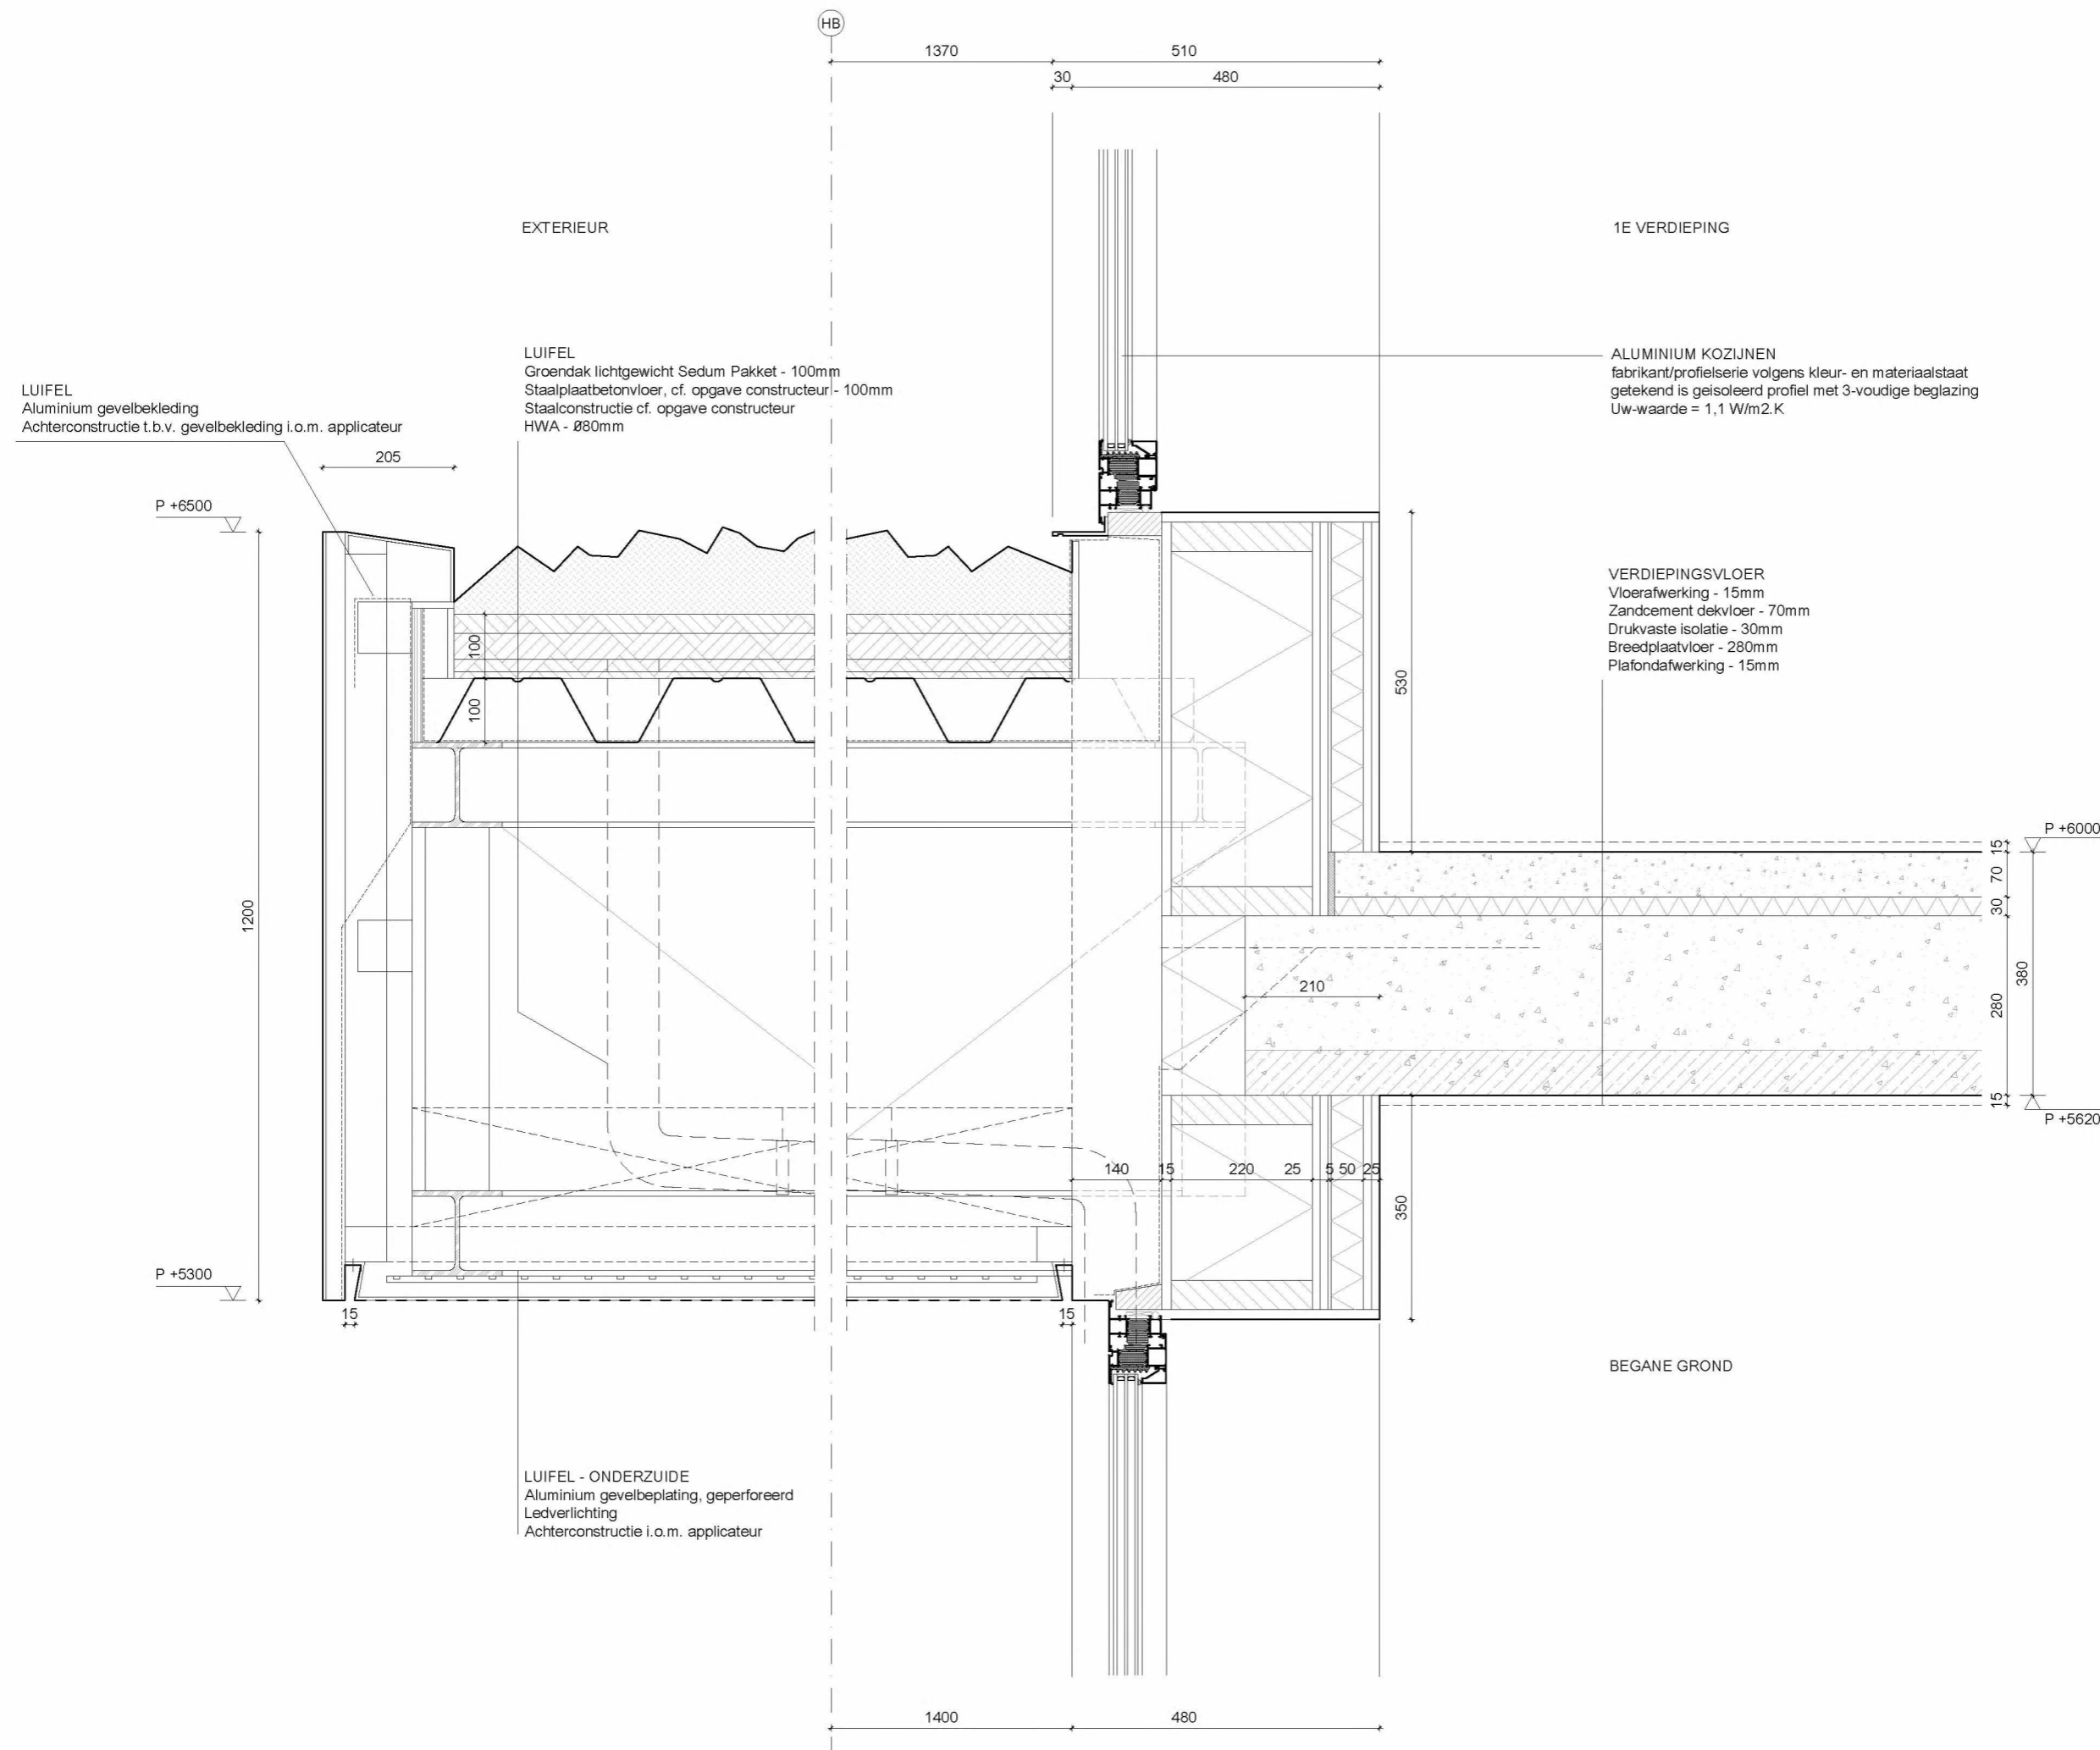 HB
1370
510
30
480
EXTERIEUR
1E VERDIEPING
LUIFEL
Groendak lichtgewicht Sedum Pakket - 100mm
Staalplaatbetonvloer, cf. opgave constructeur - 100mm
Staalconstructie cf. opgave constructeur
HWA - Ø80mm
ALUMINIUM KOZIJNEN
fabrikant/profielserie volgens kleur- en materiaalstaat
getekend is geisoleerd profiel met 3-voudige beglazing
Uw-waarde = 1,1 W/m2.K
LUIFEL
Aluminium gevelbekleding
Achterconstructie t.b.v. gevelbekleding i.o.m. applicateur
205
P +6500
VERDIEPINGSVLOER
Vloerafwerking - 15mm
Zandcement dekvloer - 70mm
Drukvaste isolatie - 30mm
Breedplaatvloer - 280mm
Plafondafwerking - 15mm
100
100
530
P +6000
15
70
30
1200
380
280
210
15
P +5620
140
15
220
25
5
50
25
350
P +5300
15
15
BEGANE GROND
LUIFEL - ONDERZUIDE
Aluminium gevelbeplating, geperforeerd
Ledverlichting
Achterconstructie i.o.m. applicateur
1400
480